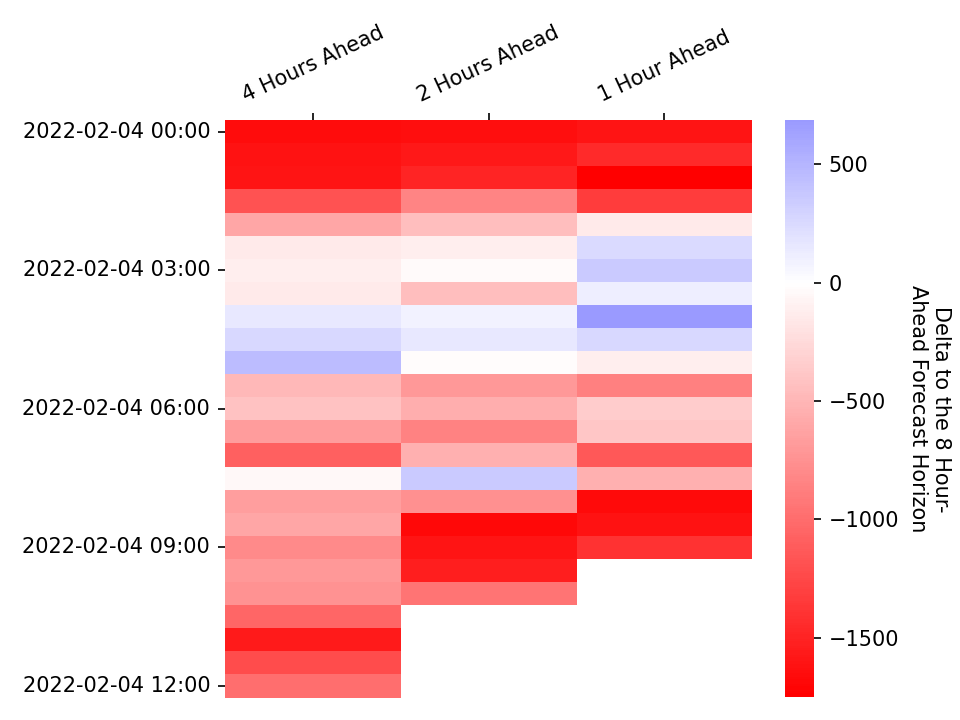 4 Hours Ahead
2 Hours Ahead
1 Hour Ahead
2022-02-04 00:00
2022-02-04 03:00
2022-02-04 06:00
2022-02-04 09:00
2022-02-04 12:00
500
0
−500
−1000
−1500
Delta to the 8 Hour-
Ahead Forecast Horizon